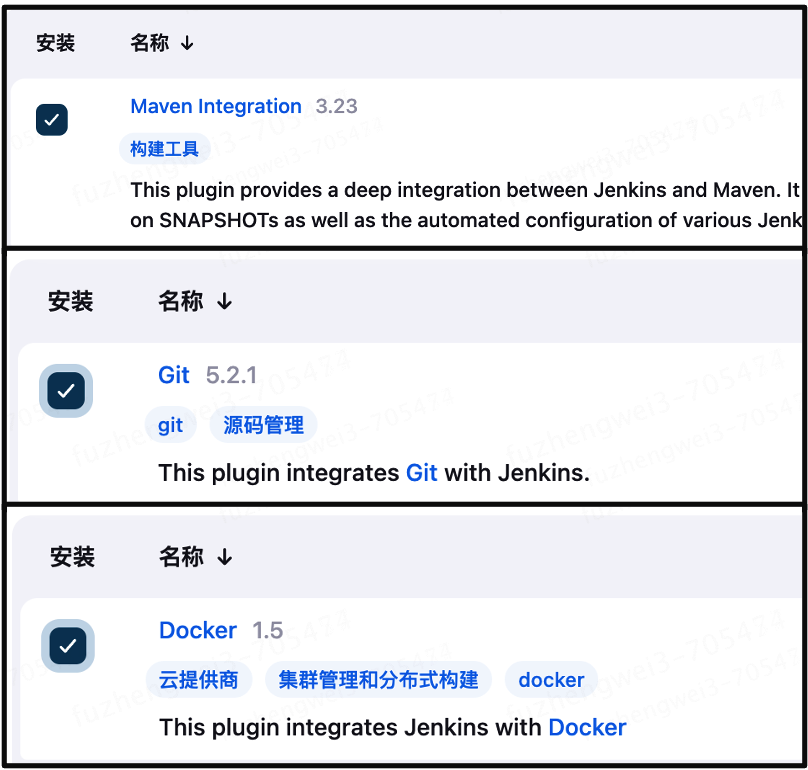 安装 名称 ↓
Maven Integration 3.23
构建工具
This plugin provides a deep integration between Jenkins and Maven. It
on SNAPSHOTs as well as the automated configuration of various Jenk
安装 名称 ↓
Git 5.2.1
git 源码管理
This plugin integrates Git with Jenkins.
安装 名称 ↓
Docker 1.5
云提供商 集群管理和分布式构建 docker
This plugin integrates Jenkins with Docker
fuzhengwei3-705474